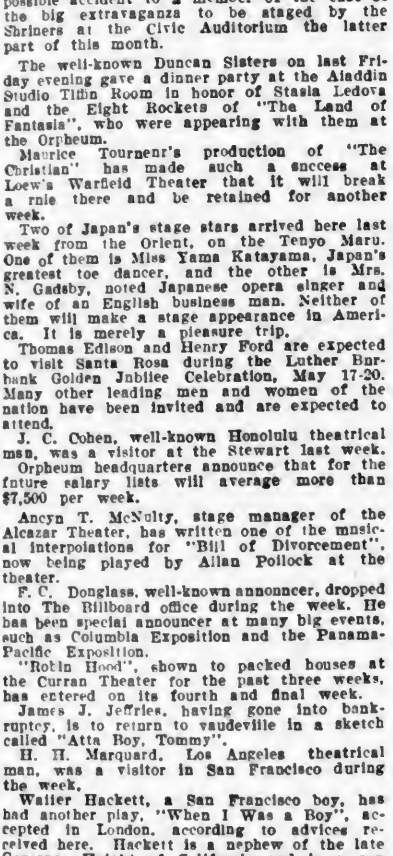 possible accident to a member of the cast of
the big extravaganza to be staged by the
Shriners at the Civic Auditorium the latter
part of this month.
The well-known Duncan Sisters on last Fri-
day evening gave a dinner party at the Aladdin
Studio Tiffin Room in honor of Stasia Ledova
and the Eight Rockets of "The Land of
Fantasia", who were appearing with them at
the Orpheum.
Maurice Tournenr's production of "The
Christian" has made such a snccess at
Loew's Warfield Theater that it will break
a rnle there and be retained for another
week.
Two of Japan's stage stars arrived here last
week from the Orient, on the Tenyo Maru.
One of them is Miss Yama Katayama, Japan's
greatest toe dancer, and the other is Mrs.
N. Gadsby, noted Japanese opera singer and
wife of an English business man. Neither of
them will make a stage appearance in Ameri-
ca. It is merely a pleasure trip.
Thomas Edison and Henry Ford are expected
to visit Santa Rosa during the Luther Bnr-
bank Golden Jnbilee Celebration, May 17-20.
Many other leading men and women of the
nation have been invited and are expected to
attend.
J. C. Cohen, well-known Honolulu theatrical
man, was a visitor at the Stewart last week.
Orpheum headquarters announce that for the
fnture salary lists will average more than
$7,500 per week.
Ancyn T. McNulty, stage manager of the
Alcazar Theater, has written one of the mnsic-
al interpolations for "Bill of Divorcement",
now being played by Allan Pollock at the
theater.
F. C. Donglass, well-known annonncer, dropped
into The Billboard office during the week. He
has been special announcer at many big events,
such as Columbia Exposition and the Panama-
Pacific Exposition.
"Robin Hood", shown to packed houses at
the Curran Theater for the past three weeks,
has entered on its fourth and final week.
James J. Jeffries, having gone into bank-
ruptcy, is to retnrn to vaudeville in a sketch
called "Atta Boy, Tommy".
H. H. Marquard, Los Angeles theatrical
man, was a visitor in San Francisco during
the week.
Walter Hackett, a San Francisco boy, has
had another play, "When I Was a Boy", ac-
cepted in London, according to advices re-
ceived here. Hackett is a nephew of the late